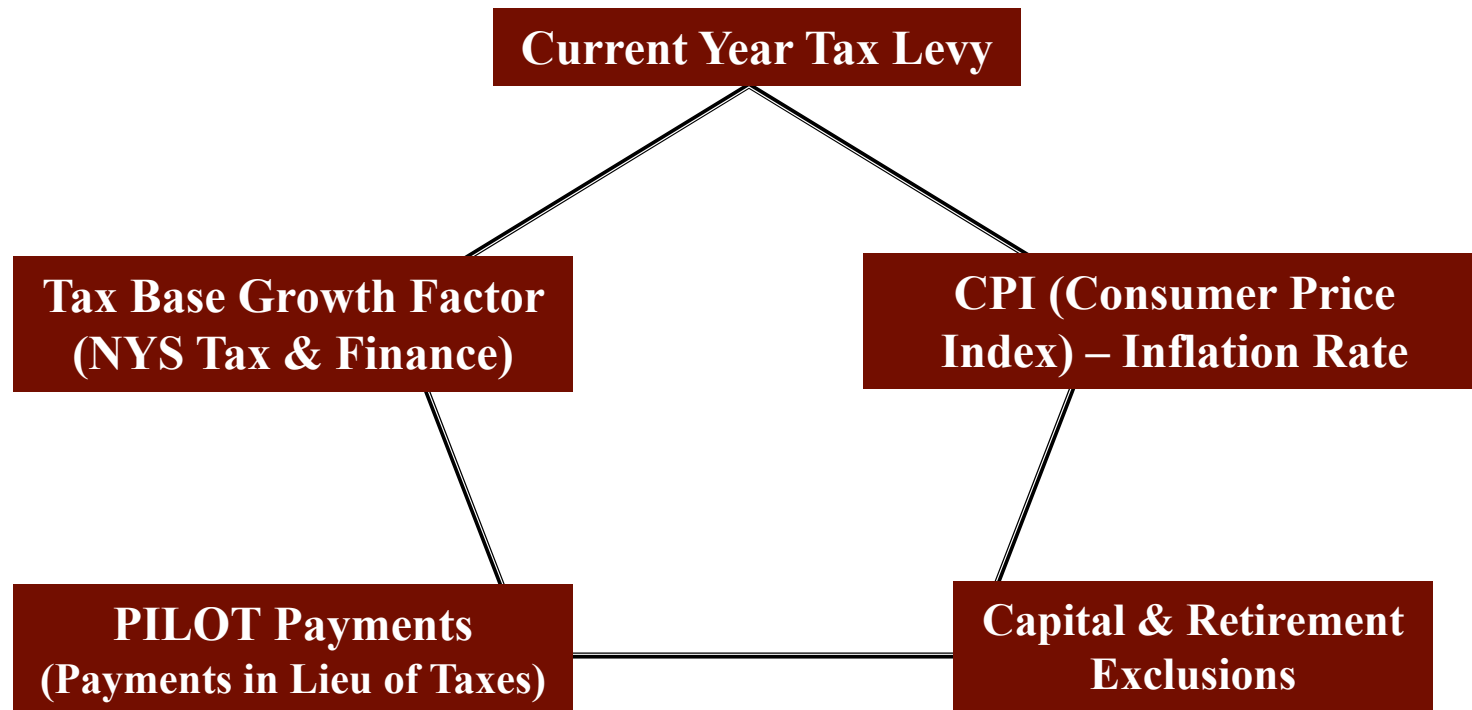 Current Year Tax Levy
Tax Base Growth Factor
(NYS Tax & Finance)
CPI (Consumer Price
Index) – Inflation Rate
PILOT Payments
(Payments in Lieu of Taxes)
Capital & Retirement
Exclusions